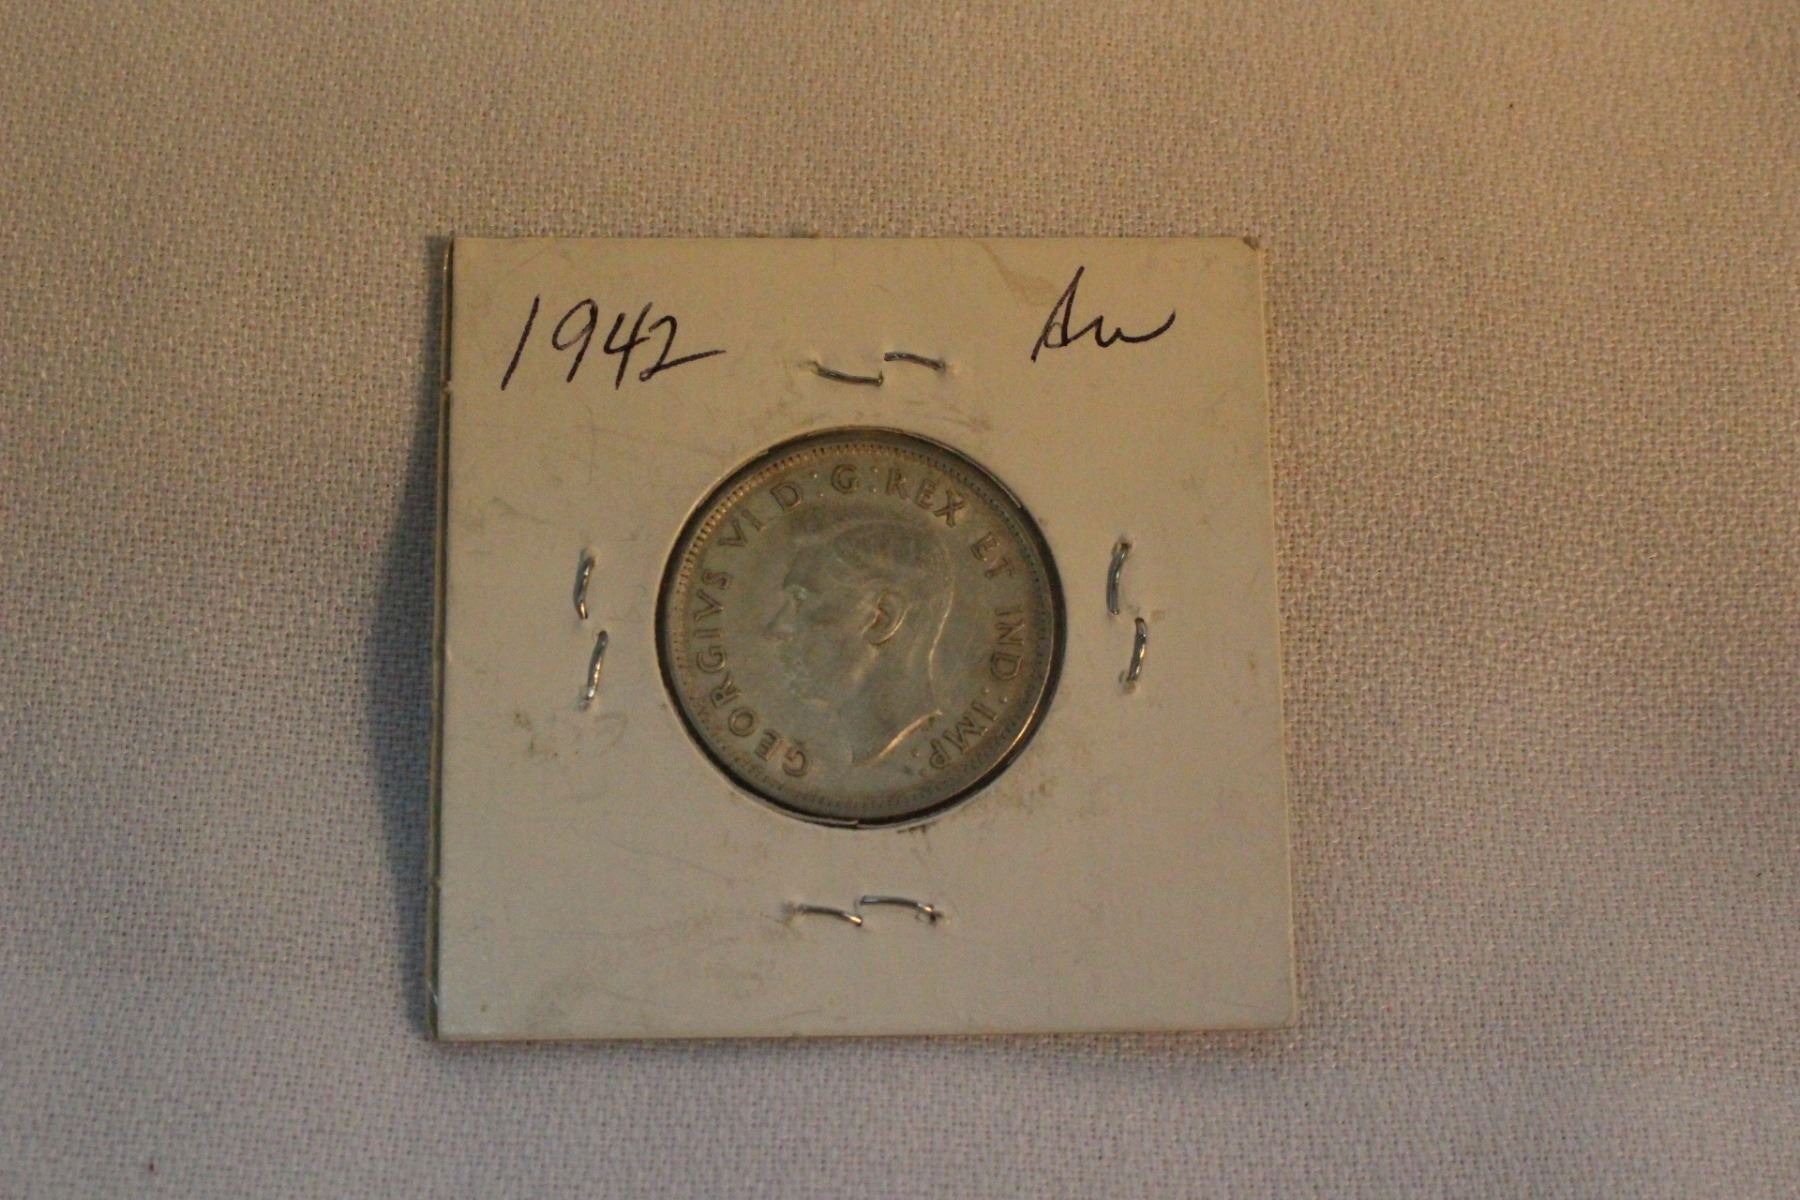 1942 Au
GEORGIVS VI D:G:REX ET IND:IMP.